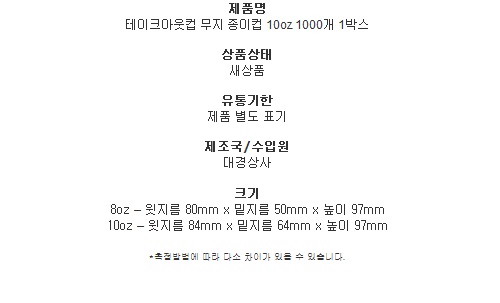 제품명
테이크아웃컵 무지 종이컵 10oz 1000개 1박스
상품상태
새상품
유통기한
제품 별도 표기
제조국/수입원
대경상사
크기
8oz – 윗지름 80mm x 밑지름 50mm x 높이 97mm
10oz – 윗지름 84mm x 밑지름 64mm x 높이 97mm
*측정방법에 따라 다소 차이가 있을 수 있습니다.